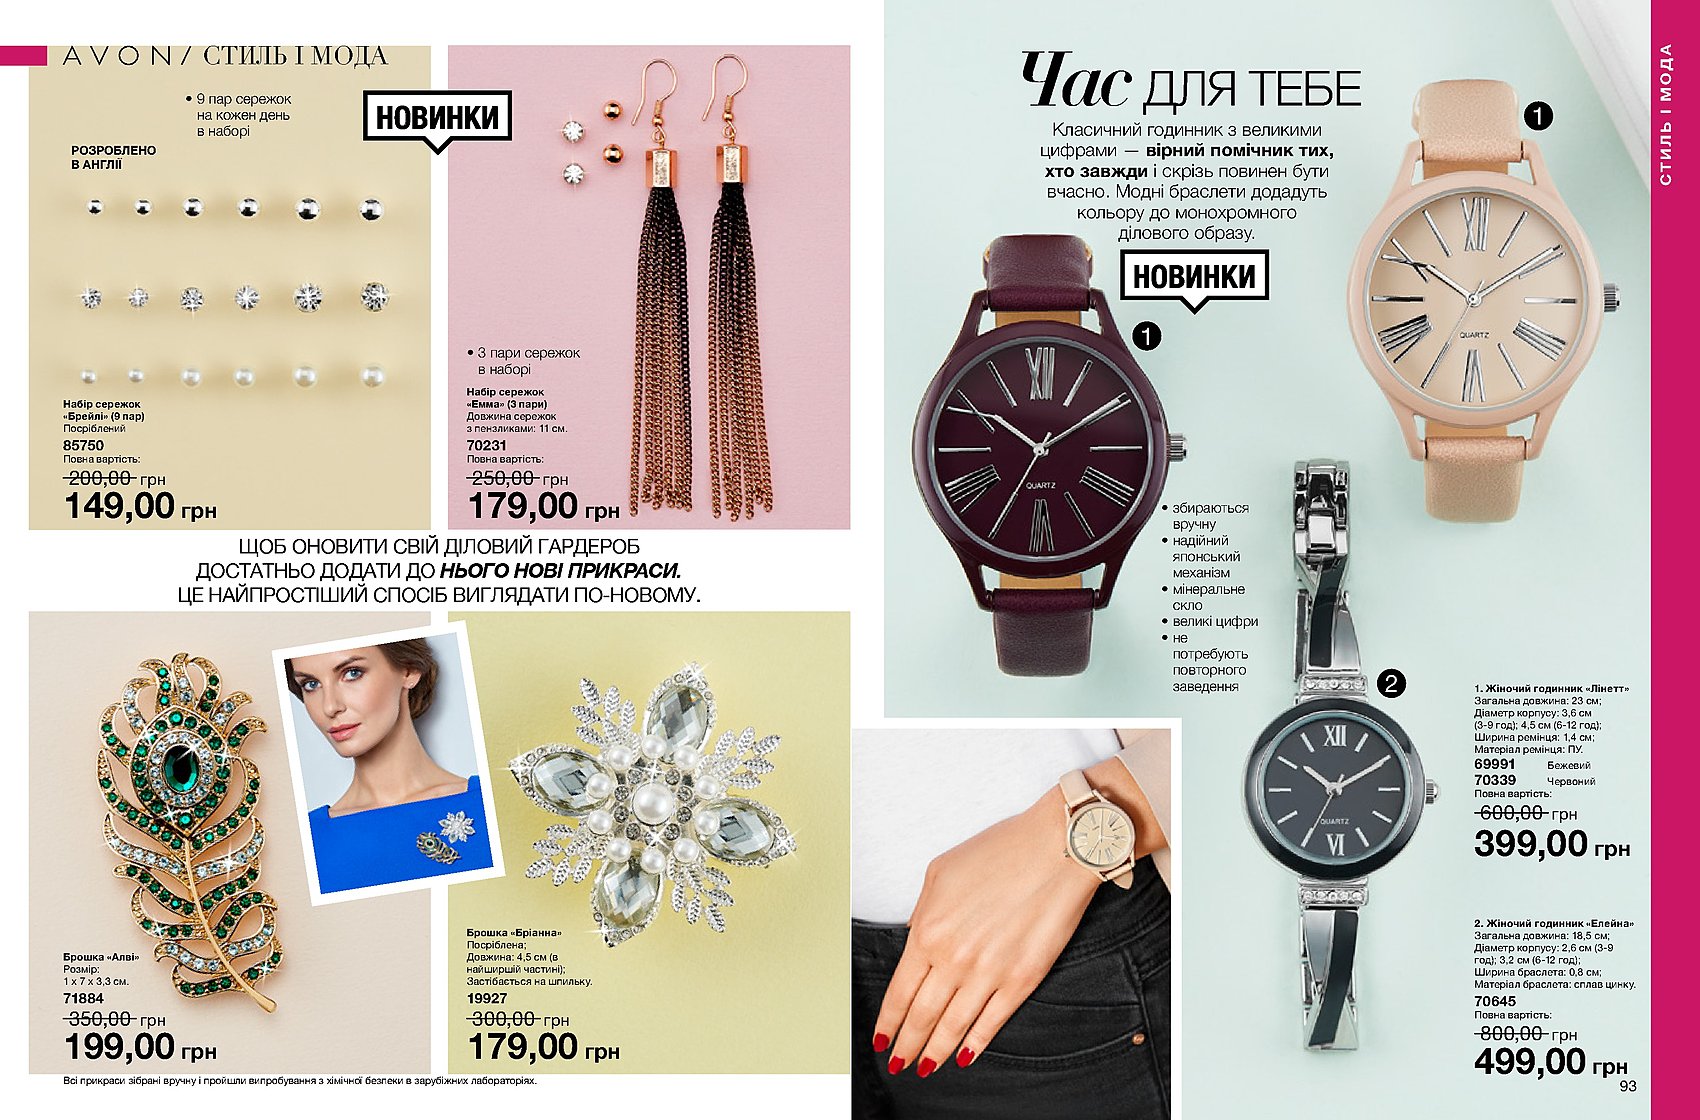 AVON / СТИЛЬ І МОДА
• 9 пар сережок
на кожен день
в наборі
НОВИНКИ
РОЗРОБЛЕНО
В АНГЛІЇ
Набір сережок
«Брейлі» (9 пар)
Посріблений
85750
Повна вартість:
200,00 грн
149,00 грн
• 3 пари сережок
в наборі
Набір сережок
«Емма» (3 пари)
Довжина сережок
з пензликами: 11 см.
70231
Повна вартість:
250,00 грн
179,00 грн
ЩОБ ОНОВИТИ СВІЙ ДІЛОВИЙ ГАРДЕРОБ
ДОСТАТНЬО ДОДАТИ ДО НЬОГО НОВІ ПРИКРАСИ.
ЦЕ НАЙПРОСТІШИЙ СПОСІБ ВИГЛЯДАТИ ПО-НОВОМУ.
Брошка «Алві»
Розмір:
1 х 7 х 3,3 см.
71884
350,00 грн
199,00 грн
Брошка «Бріанна»
Посріблена;
Довжина: 4,5 см (в
найширшій частині);
Застібається на шпильку.
19927
300,00 грн
179,00 грн
Всі прикраси зібрані вручну і пройшли випробування з хімічної безпеки в зарубіжних лабораторіях.
Час ДЛЯ ТЕБЕ
Класичний годинник з великими
цифрами — вірний помічник тих,
хто завжди і скрізь повинен бути
вчасно. Модні браслети додадуть
кольору до монохромного
ділового образу.
НОВИНКИ
1
1
XII
QUARTZ
XII
QUARTZ
• збираються
вручну
• надійний
японський
механізм
• мінеральне
скло
• великі цифри
• не
потребують
повторного
заведення
2
XII
QUARTZ
VI
1. Жіночий годинник «Лінетт»
Загальна довжина: 23 см;
Діаметр корпусу: 3,6 см
(3-9 год); 4,5 см (6-12 год);
Ширина ремінця: 1,4 см;
Матеріал ремінця: ПУ.
69991 Бежевий
70339 Червоний
Повна вартість:
600,00 грн
399,00 грн
2. Жіночий годинник «Елейна»
Загальна довжина: 18,5 см;
Діаметр корпусу: 2,6 см (3-9
год); 3,2 см (6-12 год);
Ширина браслета: 0,8 см;
Матеріал браслета: сплав цинку.
70645
Повна вартість:
800,00 грн
499,00 грн
93
СТИЛЬ І МОДА